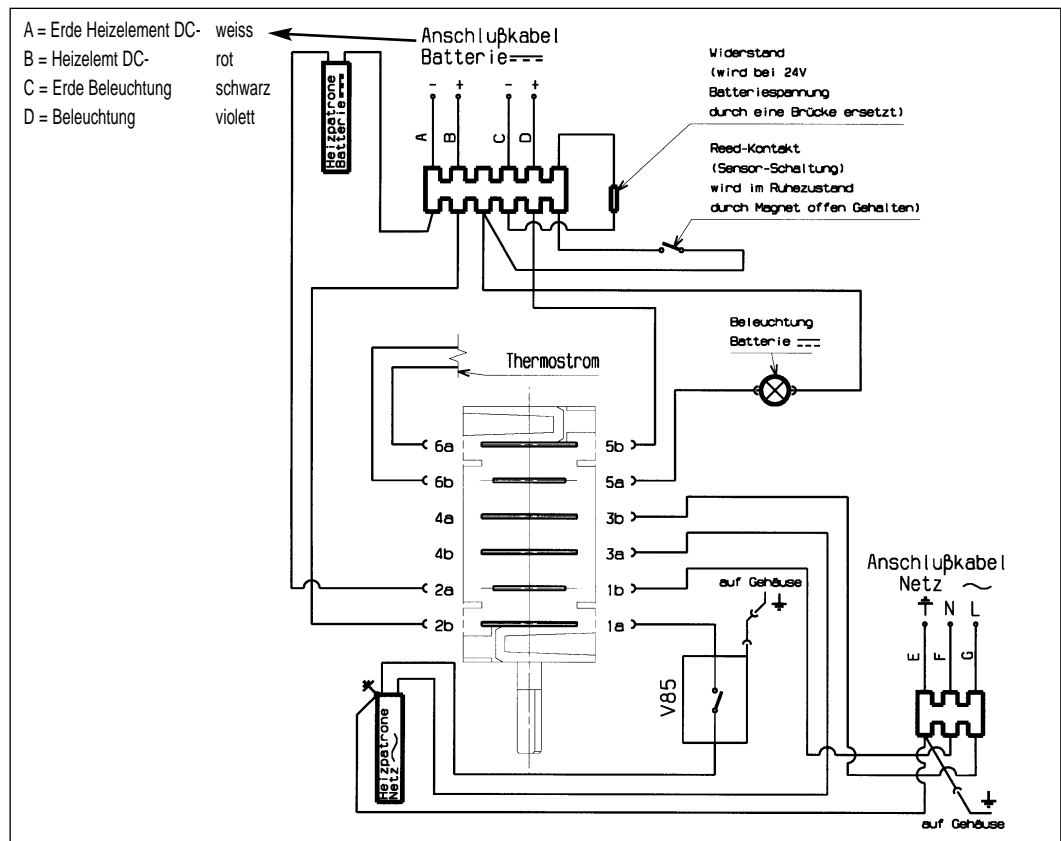 A = Erde Heizelement DC- weiss
B = Heizelemt DC- rot
C = Erde Beleuchtung schwarz
D = Beleuchtung violett
Anschlußkabel
Batterie
Heizpatrone
Batterie
- + - +
A B C D
Widerstand
(wird bei 24V
Batteriespannung
durch eine Brücke ersetzt)
Reed-Kontakt
(Sensor-Schaltung)
wird im Ruhezustand
durch Magnet offen Gehalten)
Beleuchtung
Batterie
Thermostrom
6a 5b
6b 5a
4a 3b
4b 3a
2a 1b
2b 1a
auf Gehäuse
V85
Anschlußkabel
Netz ~
N L
E F G
Heizpatrone
Netz ~
auf Gehäuse